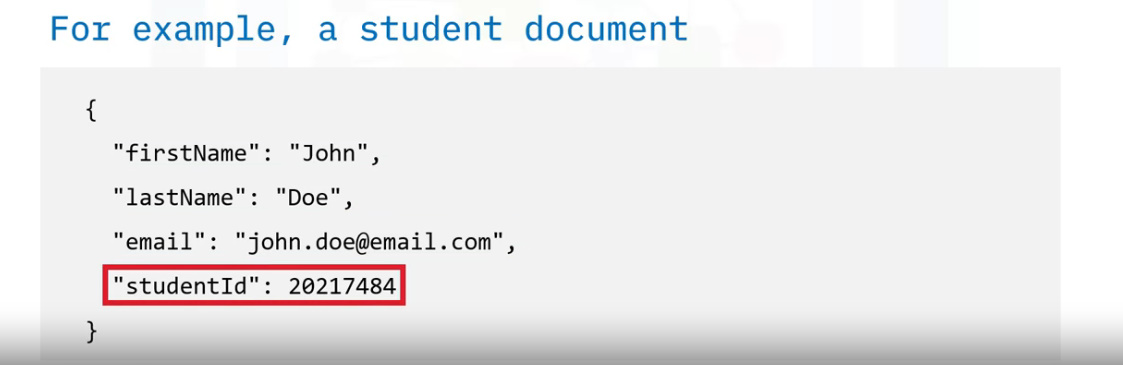 For example, a student document
{
"firstName": "John",
"lastName": "Doe",
"email": "john.doe@email.com",
"studentId": 20217484
}